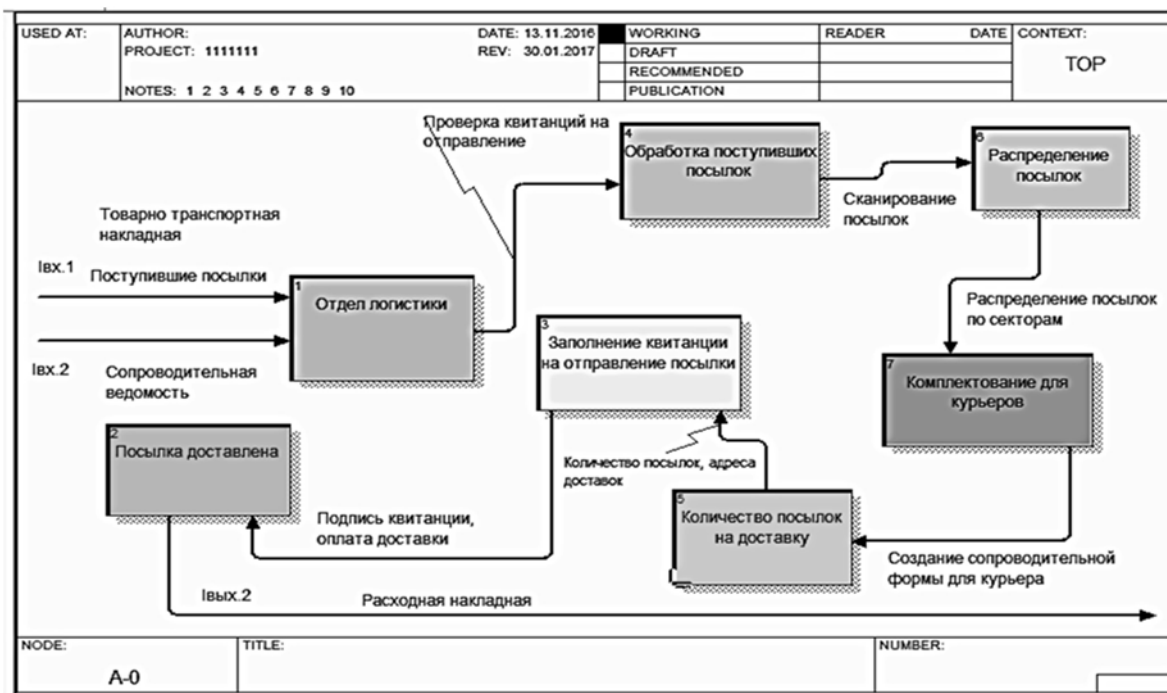 USED AT:
AUTHOR:
DATE: 13.11.2016
WORKING
READER
DATE
CONTEXT:
PROJECT: 1111111
REV: 30.01.2017
DRAFT
TOP
RECOMMENDED
NOTES: 1 2 3 4 5 6 7 8 9 10
PUBLICATION
Проверка квитанций на
отправление
4
Обработка поступивших
посылок
6
Распределение
посылок
Сканирование
посылок
Товарно транспортная
накладная
Iвх.1
Поступившие посылки
1
Отдел логистики
Распределение посылок
по секторам
3
Заполнение квитанции
на отправление посылки
Iвх.2
Сопроводительная
ведомость
7
Комплектование для
курьеров
2
Посылка доставлена
Количество посылок, адреса
доставок
5
Количество посылок
на доставку
Подпись квитанции,
оплата доставки
Создание сопроводительной
формы для курьера
Iвых.2
Расходная накладная
NODE:
TITLE:
NUMBER:
A-0